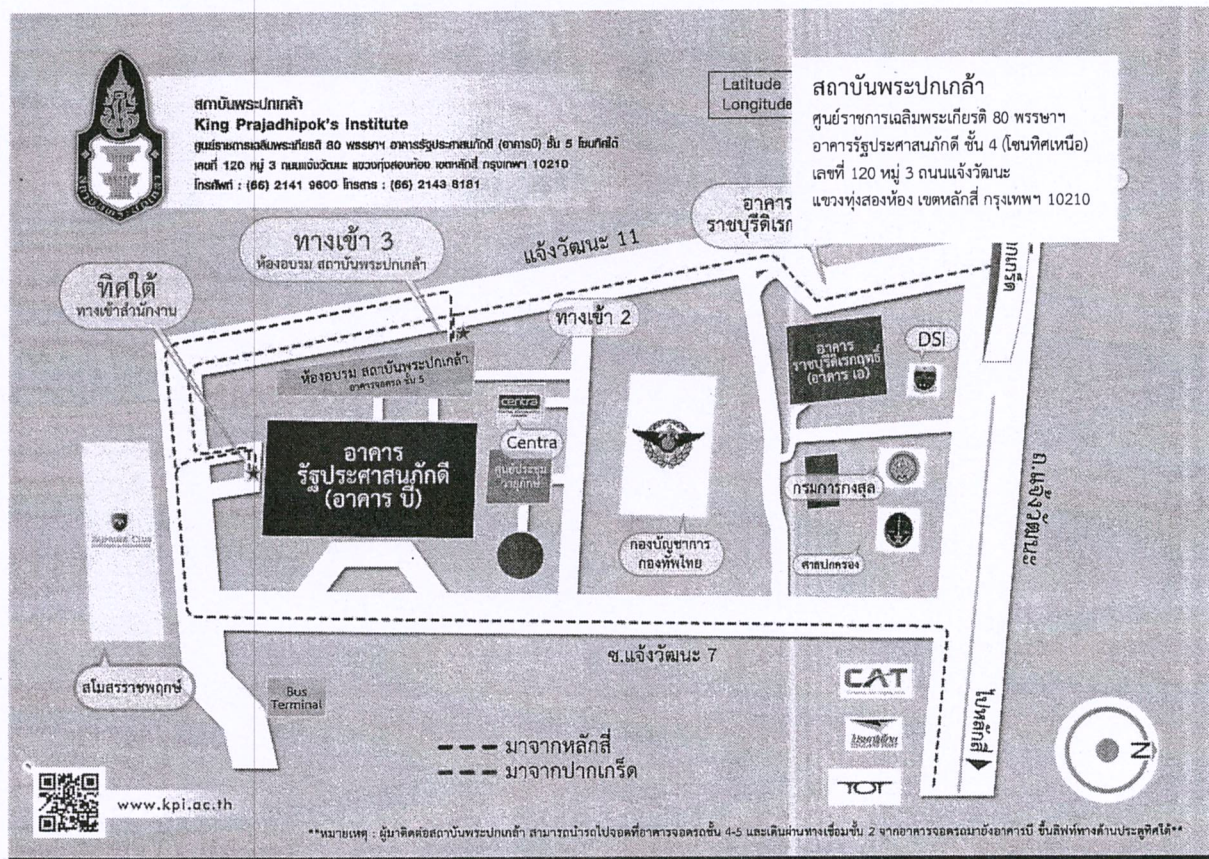 สถาบันพระปกเกล้า
King Prajadhipok's Institute
ศูนย์ราชการเฉลิมพระเกียรติ 80 พรรษาฯ อาคารรัฐประศาสนภักดี (อาคารบี) ชั้น 5 โซนทิศใต้
เลขที่ 120 หมู่ 3 ถนนแจ้งวัฒนะ แขวงทุ่งสองห้อง เขตหลักสี่ กรุงเทพฯ 10210
โทรศัพท์ : (66) 2141 9600 โทรสาร : (66) 2143 8181
Latitude
Longitude
สถาบันพระปกเกล้า
ศูนย์ราชการเฉลิมพระเกียรติ 80 พรรษาฯ
อาคารรัฐประศาสนภักดี ชั้น 4 (โซนทิศเหนือ)
เลขที่ 120 หมู่ 3 ถนนแจ้งวัฒนะ
แขวงทุ่งสองห้อง เขตหลักสี่ กรุงเทพฯ 10210
อาคาร
ราชบุรีดิเรก
ทางเข้า 3
ห้องอบรม สถาบันพระปกเกล้า
แจ้งวัฒนะ 11
ทิศใต้
ทางเข้าสำนักงาน
ทางเข้า 2
ห้องอบรม สถาบันพระปกเกล้า
อาคารจอดรถ ชั้น 5
อาคาร
ราชบุรีดิเรกฤทธิ์
(อาคาร เอ)
DSI
centra
Centra
อาคาร
รัฐประศาสนภักดี
(อาคาร บี)
ศูนย์ประชุม
วายุภักษ์
กรมการกงสุล
ถ.แจ้งวัฒนะ
กองบัญชาการ
กองทัพไทย
ศาลปกครอง
ซ.แจ้งวัฒนะ 7
สโมสรราชพฤกษ์
Bus
Terminal
CAT
ไปรษณีย์ไทย
TOT
ไปหลักสี่
N
มาจากหลักสี่
มาจากปากเกร็ด
www.kpi.ac.th
**หมายเหตุ : ผู้มาติดต่อสถาบันพระปกเกล้า สามารถนำรถไปจอดที่อาคารจอดรถชั้น 4-5 และเดินผ่านทางเชื่อมชั้น 2 จากอาคารจอดรถมายังอาคารบี ขึ้นลิฟท์ทางด้านประตูทิศใต้**